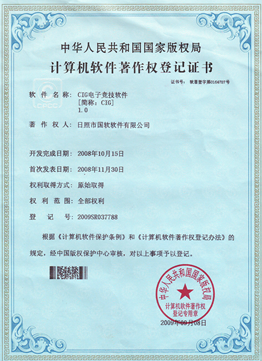 中华人民共和国国家版权局
计算机软件著作权登记证书
证书号: 软著登字第0164787号
软件名称: CIG电子竞技软件
[简称: CIG]
1.0
著作权人: 日照市国软软件有限公司
开发完成日期: 2008年10月15日
首次发表日期: 2008年11月30日
权利取得方式: 原始取得
权利范围: 全部权利
登记号: 2009SR037788
根据《计算机软件保护条例》和《计算机软件著作权登记办法》的
规定, 经中国版权保护中心审核, 对以上事项予以登记。
中华人民共和国国家版权局
计算机软件著作权
登记专用章
2009年09月08日